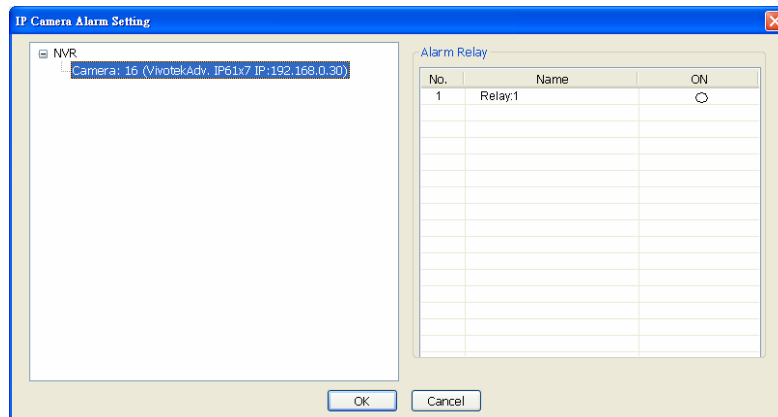 IP Camera Alarm Setting
NVR
Camera: 16 (VivotekAdv. IP61x7 IP:192.168.0.30)
Alarm Relay
No. Name ON
1 Relay:1
OK Cancel